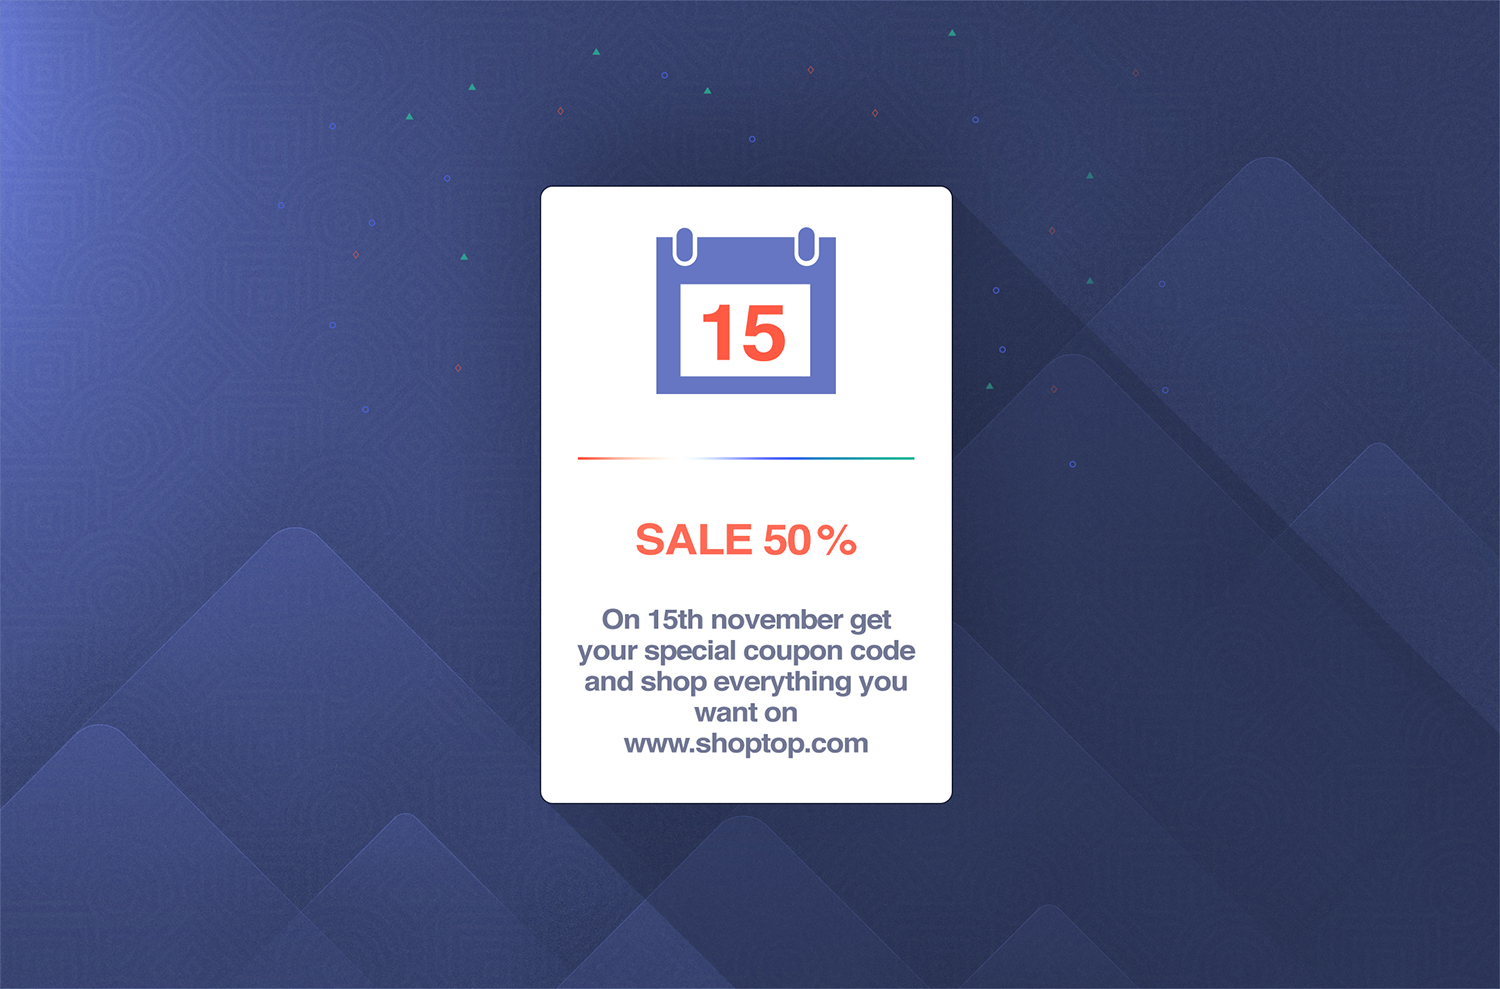 15
SALE 50%
On 15th november get
your special coupon code
and shop everything you
want on
www.shoptop.com